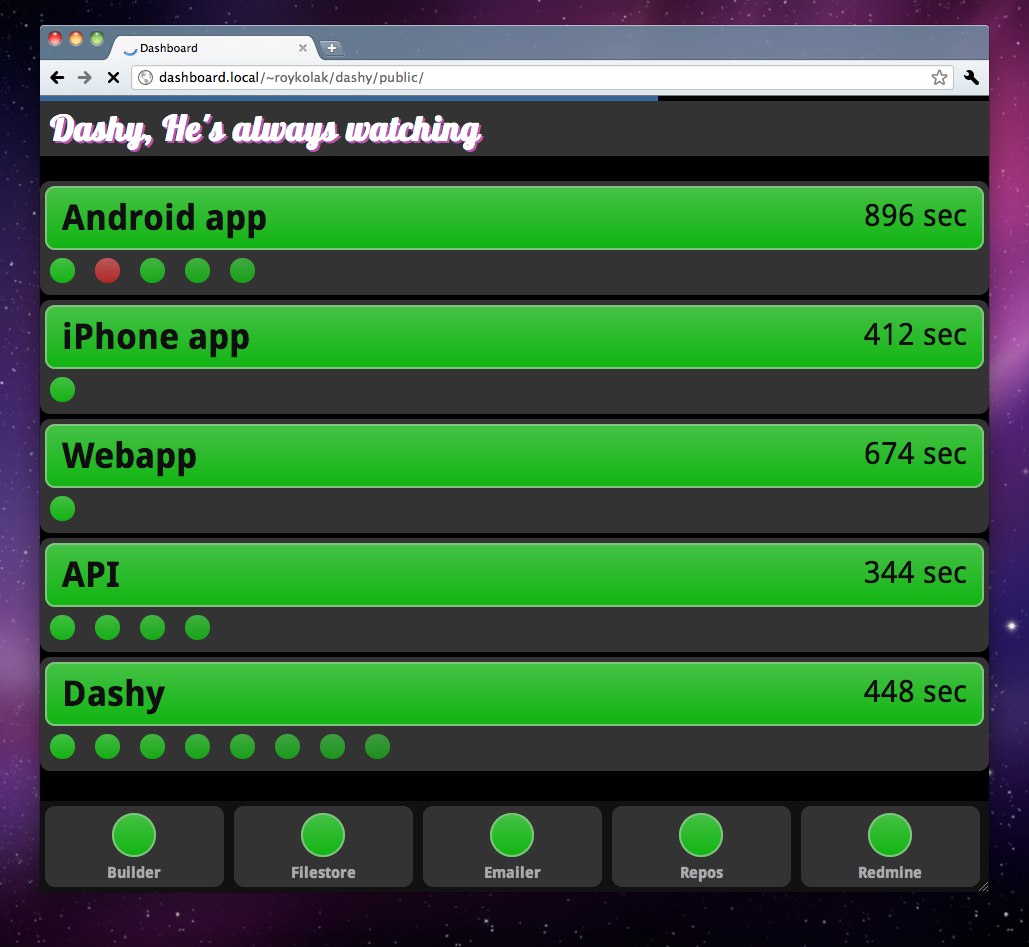 Dashboard
dashboard.local/~roykolak/dashy/public/
Dashy, He's always watching
Android app 896 sec
iPhone app 412 sec
Webapp 674 sec
API 344 sec
Dashy 448 sec
Builder Filestore Emailer Repos Redmine